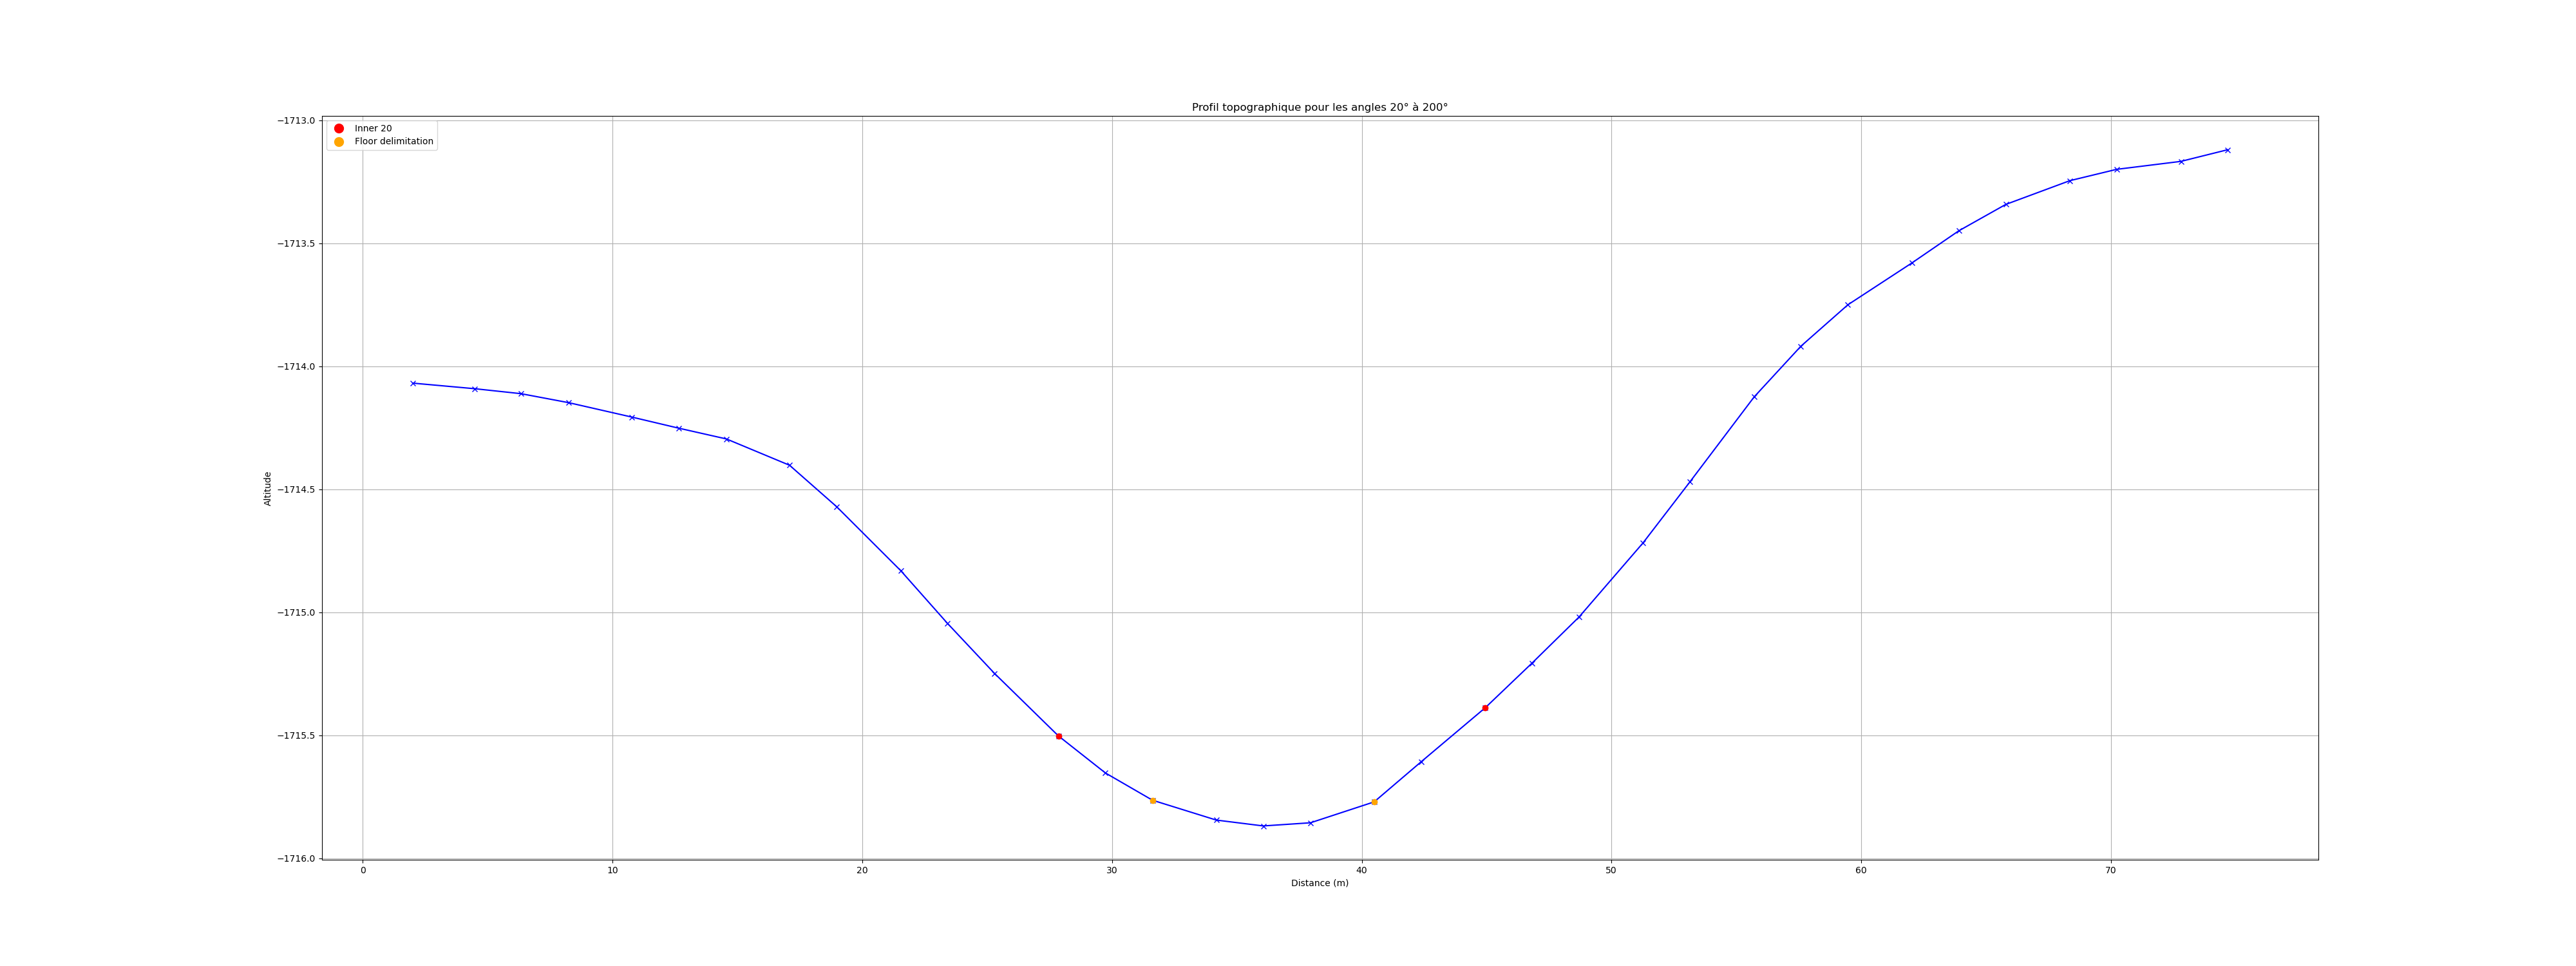 Profil topographique pour les angles 20° à 200°
Inner 20
Floor delimitation
−1713.0
−1713.5
−1714.0
−1714.5
−1715.0
−1715.5
−1716.0
Altitude
0 10 20 30 40 50 60 70
Distance (m)